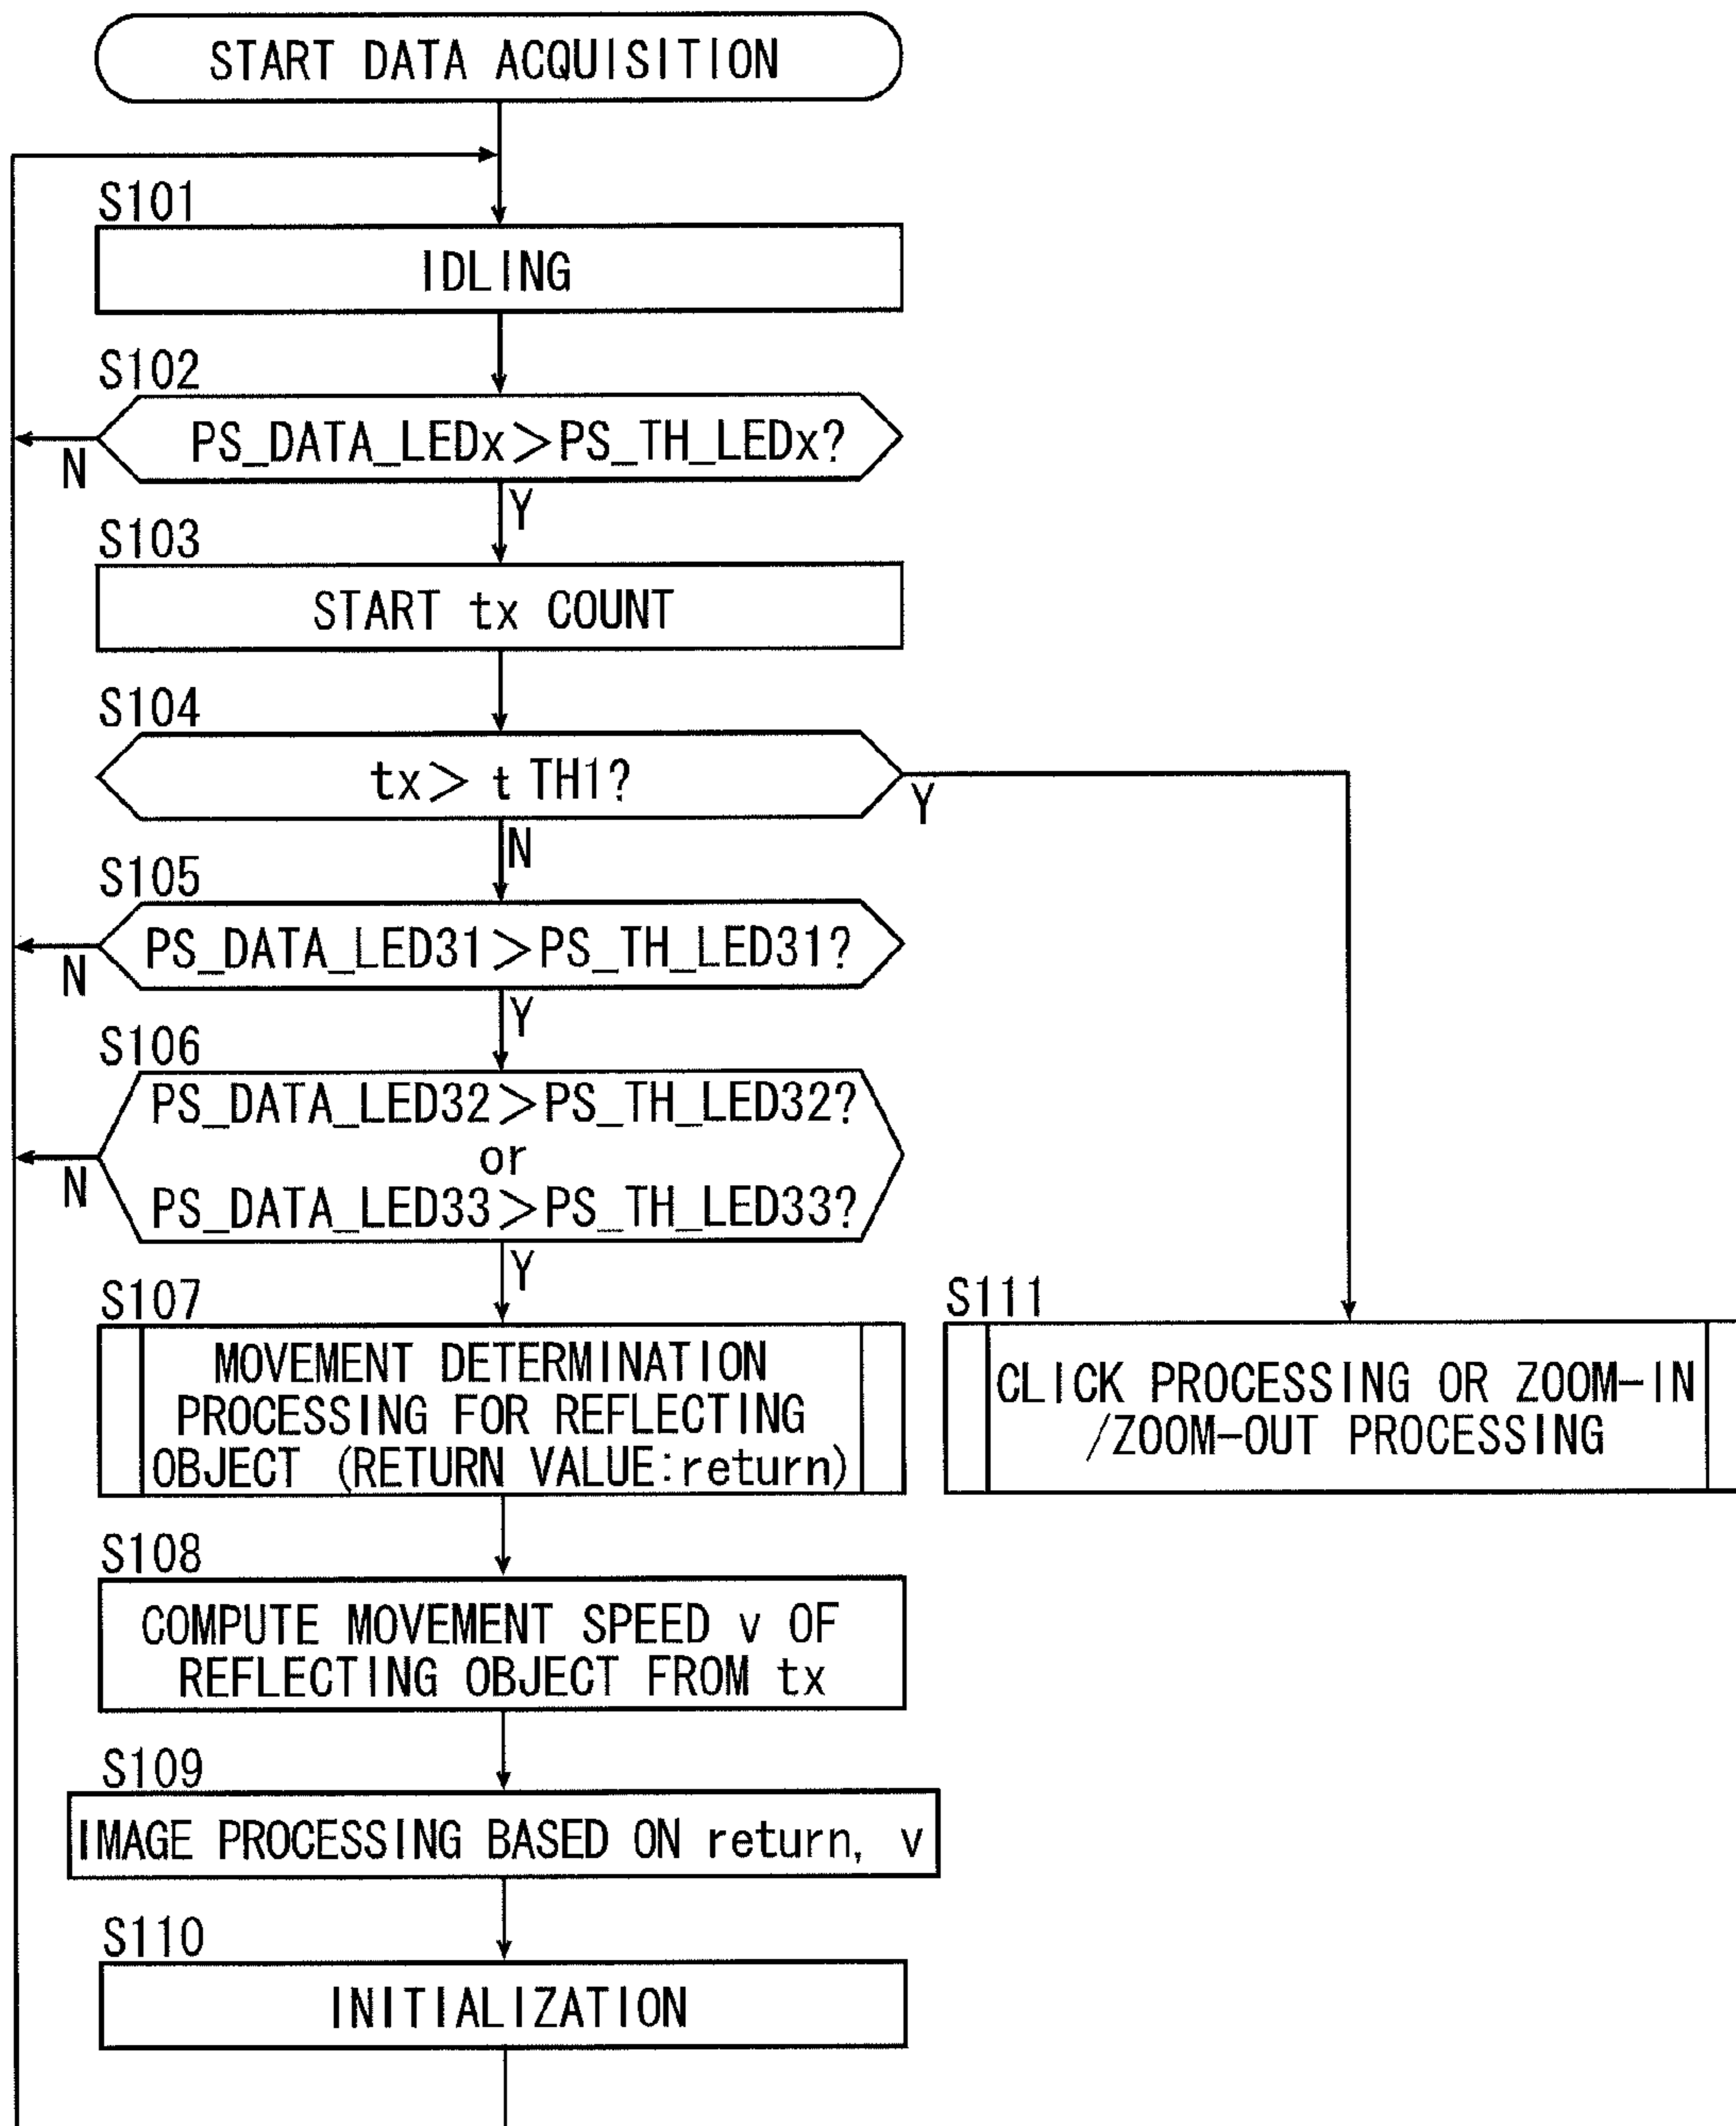 START DATA ACQUISITION
S101
IDLING
S102
PS_DATA_LEDx>PS_TH_LEDx?
N
Y
S103
START tx COUNT
S104
tx> t TH1?
Y
N
S105
PS_DATA_LED31>PS_TH_LED31?
N
Y
S106
PS_DATA_LED32>PS_TH_LED32?
or
PS_DATA_LED33>PS_TH_LED33?
N
Y
S107
MOVEMENT DETERMINATION
PROCESSING FOR REFLECTING
OBJECT (RETURN VALUE:return)
S111
CLICK PROCESSING OR ZOOM-IN
/ZOOM-OUT PROCESSING
S108
COMPUTE MOVEMENT SPEED v OF
REFLECTING OBJECT FROM tx
S109
IMAGE PROCESSING BASED ON return, v
S110
INITIALIZATION